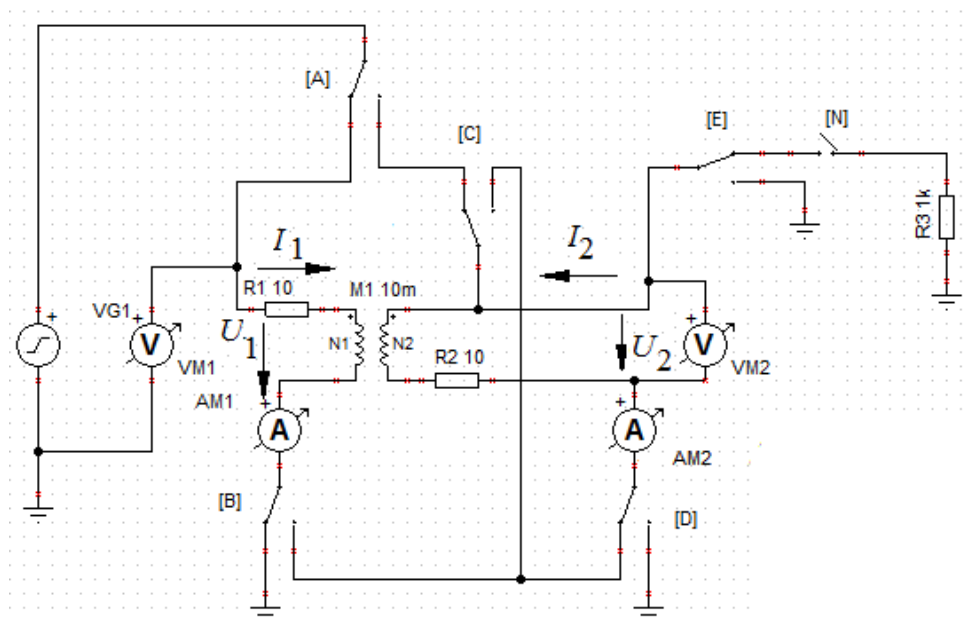 [A]
[C]
[E]
[N]
R3 1k
I1
I2
R1 10
M1 10m
VG1
+
+
V
VM1
U1
N1
N2
R2 10
U2
+
V
VM2
AM1
+
A
+
A
AM2
[B]
[D]